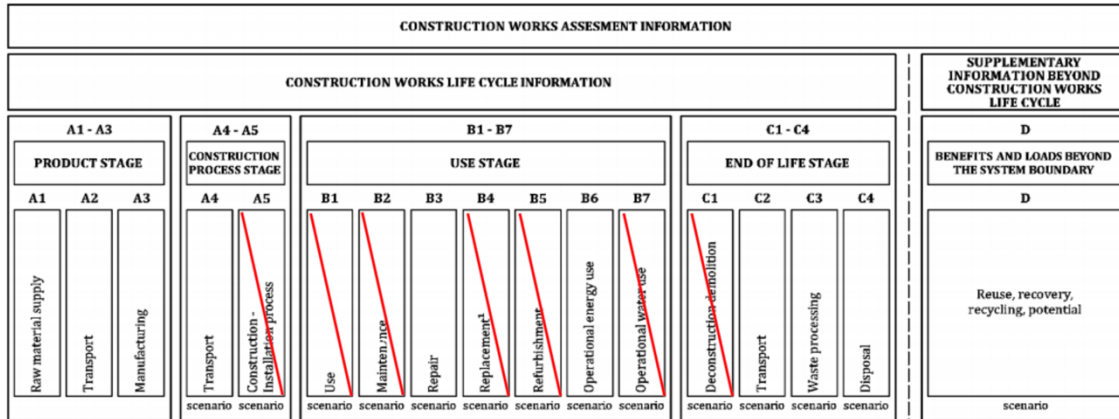 CONSTRUCTION WORKS ASSESMENT INFORMATION
CONSTRUCTION WORKS LIFE CYCLE INFORMATION
SUPPLEMENTARY
INFORMATION BEYOND
CONSTRUCTION WORKS
LIFE CYCLE
A1 - A3
PRODUCT STAGE
A1
A2
A3
Raw material supply
Transport
Manufacturing
A4 - A5
CONSTRUCTION
PROCESS STAGE
A4
A5
Transport
Construction -
Installation process
scenario
scenario
B1 - B7
USE STAGE
B1
B2
B3
B4
B5
B6
B7
Use
Maintenance
Repair
Replacement¹
Refurbishment
Operational energy use
Operational water use
scenario
scenario
scenario
scenario
scenario
scenario
scenario
C1 - C4
END OF LIFE STAGE
C1
C2
C3
C4
Deconstruction demolition
Transport
Waste processing
Disposal
scenario
scenario
scenario
scenario
D
BENEFITS AND LOADS BEYOND
THE SYSTEM BOUNDARY
D
Reuse, recovery,
recycling, potential
scenario